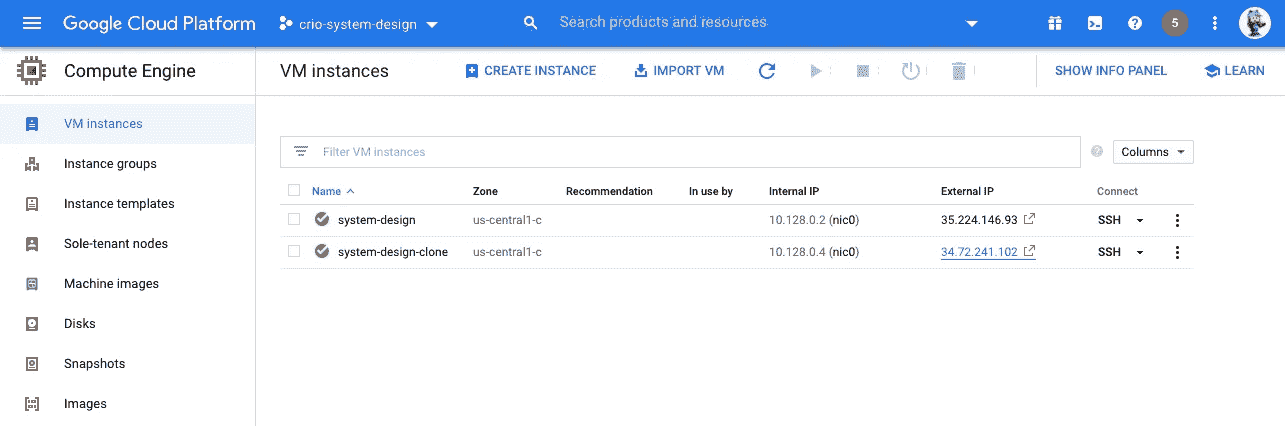 Google Cloud Platform crio-system-design Search products and resources 5
Compute Engine VM instances CREATE INSTANCE IMPORT VM SHOW INFO PANEL LEARN
VM instances
Instance groups
Instance templates
Sole-tenant nodes
Machine images
Disks
Snapshots
Images
Filter VM instances Columns
Name Zone Recommendation In use by Internal IP External IP Connect
system-design us-central1-c 10.128.0.2 (nic0) 35.224.146.93 SSH
system-design-clone us-central1-c 10.128.0.4 (nic0) 34.72.241.102 SSH